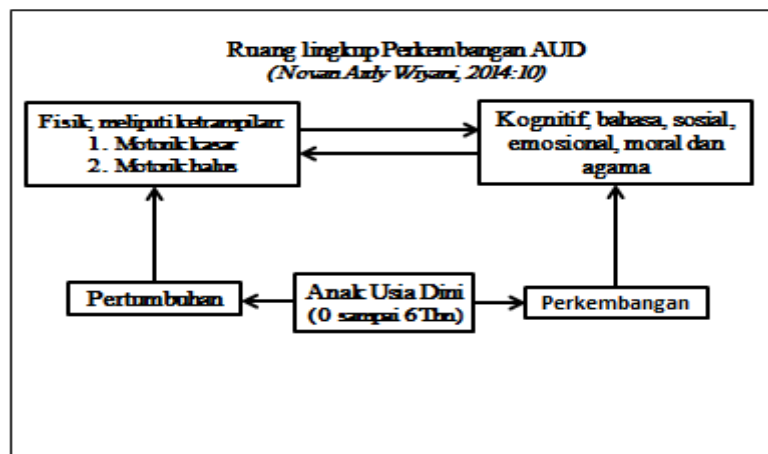 Ruang lingkup Perkembangan AUD
(Novan Ardy Wiyani, 2014:10)
Fisik, meliputi ketrampilan:
1. Motorik kasar
2. Motorik halus
Kognitif, bahasa, sosial,
emosional, moral dan
agama
Pertumbuhan
Anak Usia Dini
(0 sampai 6 Thn)
Perkembangan